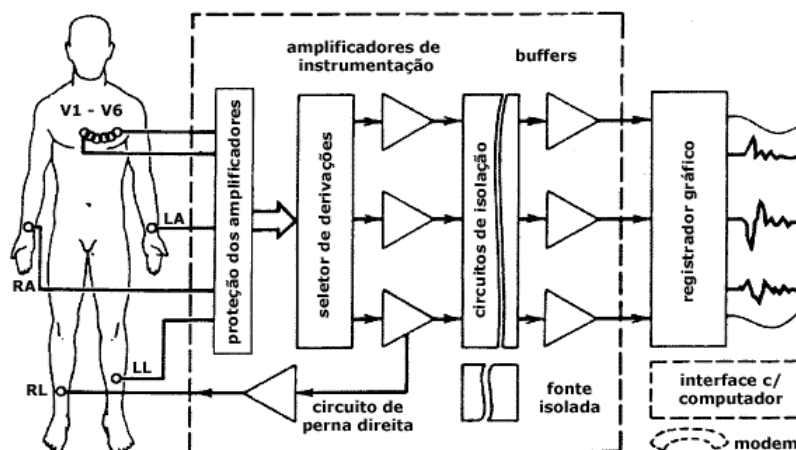 amplificadores de
instrumentação
buffers
V1 - V6
LA
RA
LL
RL
proteção dos amplificadores
seletor de derivações
circuitos de isolação
registrador gráfico
circuito de
perna direita
fonte
isolada
interface c/
computador
modem